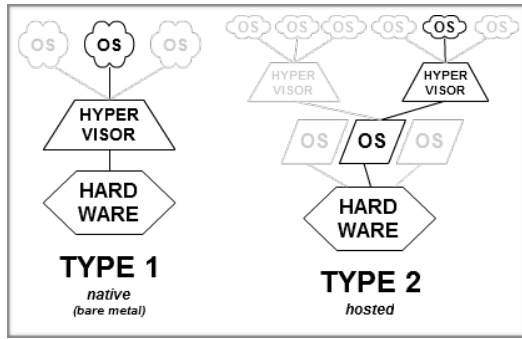 OS OS OS
HYPER
VISOR
HARD
WARE
TYPE 1
native
(bare metal)
OS OS OS OS OS OS
HYPER
VISOR
HYPER
VISOR
OS OS OS
HARD
WARE
TYPE 2
hosted